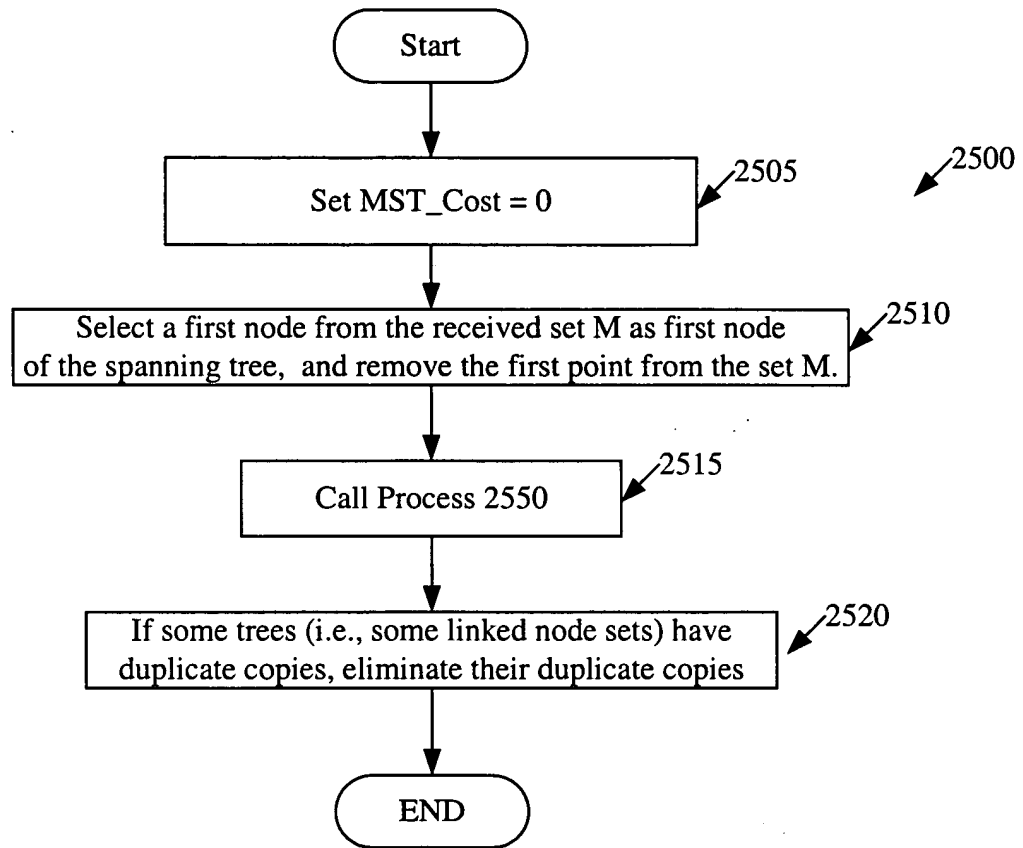 Start
2500
2505
Set MST_Cost = 0
2510
Select a first node from the received set M as first node
of the spanning tree, and remove the first point from the set M.
2515
Call Process 2550
2520
If some trees (i.e., some linked node sets) have
duplicate copies, eliminate their duplicate copies
END